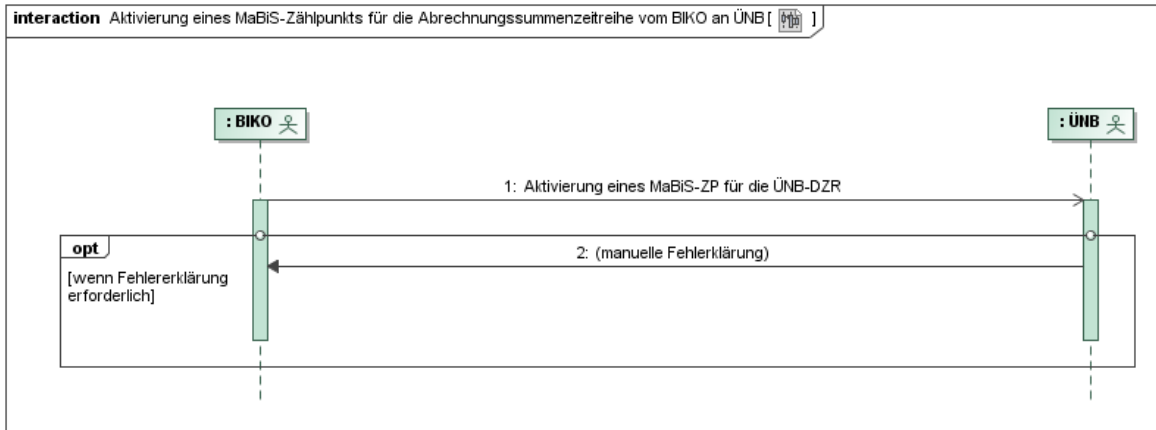 interaction Aktivierung eines MaBiS-Zählpunkts für die Abrechnungssummenzeitreihe vom BIKO an ÜNB [ ]
: BIKO
: ÜNB
1: Aktivierung eines MaBiS-ZP für die ÜNB-DZR
opt
2: (manuelle Fehlerklärung)
[wenn Fehlererklärung
erforderlich]